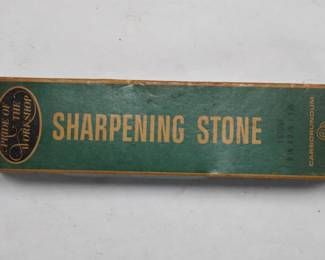 PRIDE OF
THE
WORKSHOP
SHARPENING STONE
CARBORUNDUM